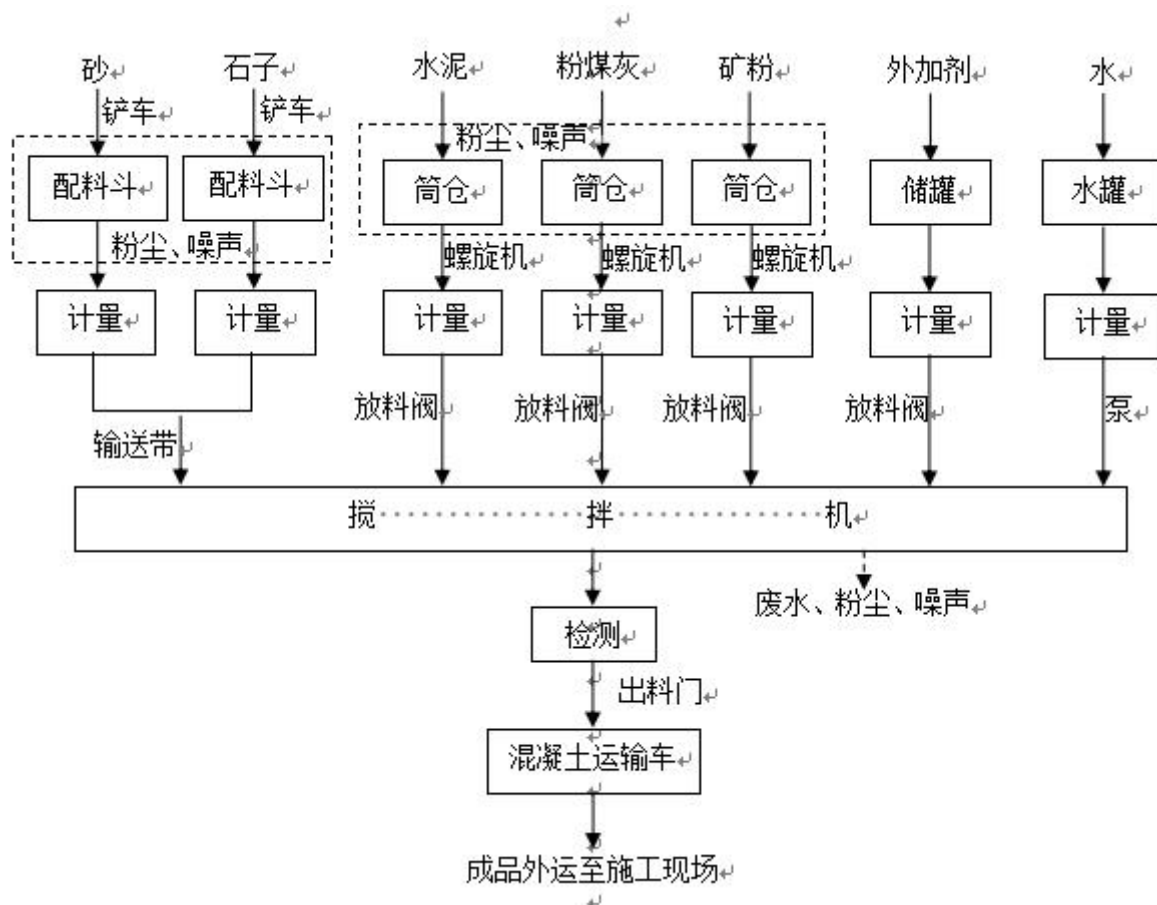 砂 石子 水泥 粉煤灰 矿粉 外加剂 水
铲车 铲车
粉尘、噪声
配料斗 配料斗 筒仓 筒仓 筒仓 储罐 水罐
粉尘、噪声 螺旋机 螺旋机 螺旋机
计量 计量 计量 计量 计量 计量 计量
放料阀 放料阀 放料阀 放料阀 泵
输送带
搅 拌 机
废水、粉尘、噪声
检测
出料门
混凝土运输车
成品外运至施工现场